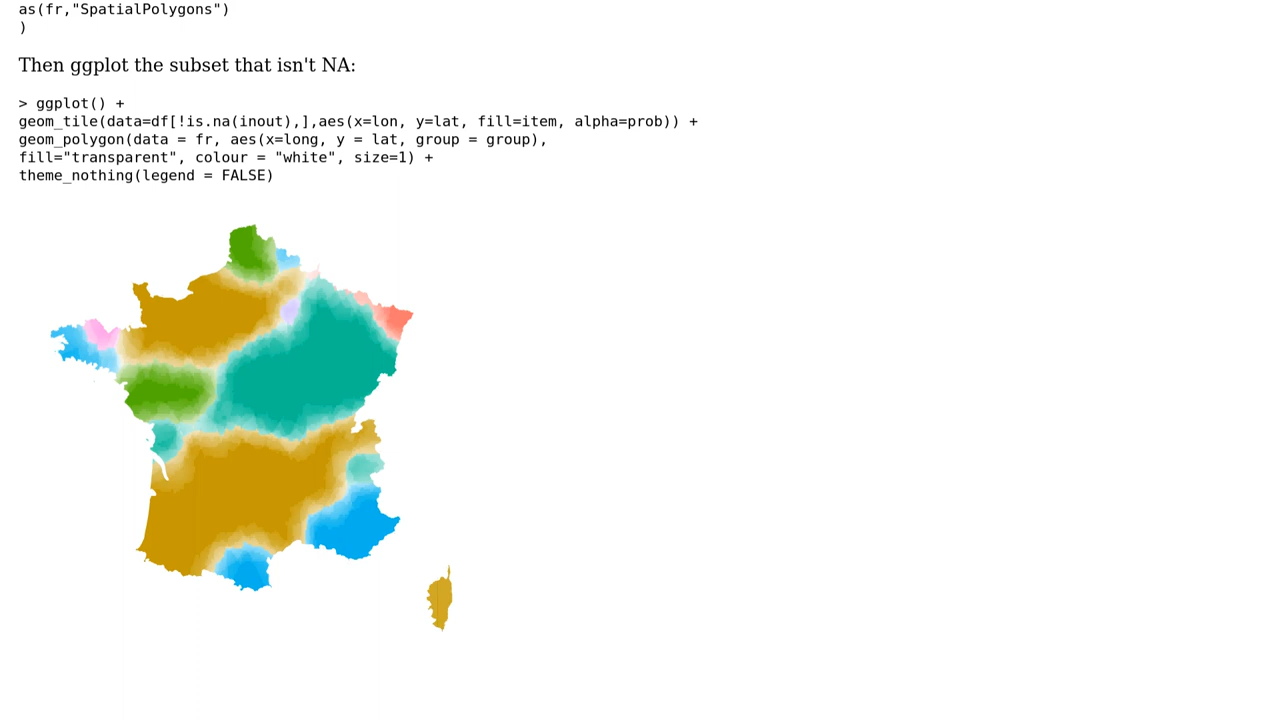 as(fr,"SpatialPolygons")
)
Then ggplot the subset that isn't NA:
> ggplot() +
geom_tile(data=df[!is.na(inout),],aes(x=lon, y=lat, fill=item, alpha=prob)) +
geom_polygon(data = fr, aes(x=long, y = lat, group = group),
fill="transparent", colour = "white", size=1) +
theme_nothing(legend = FALSE)